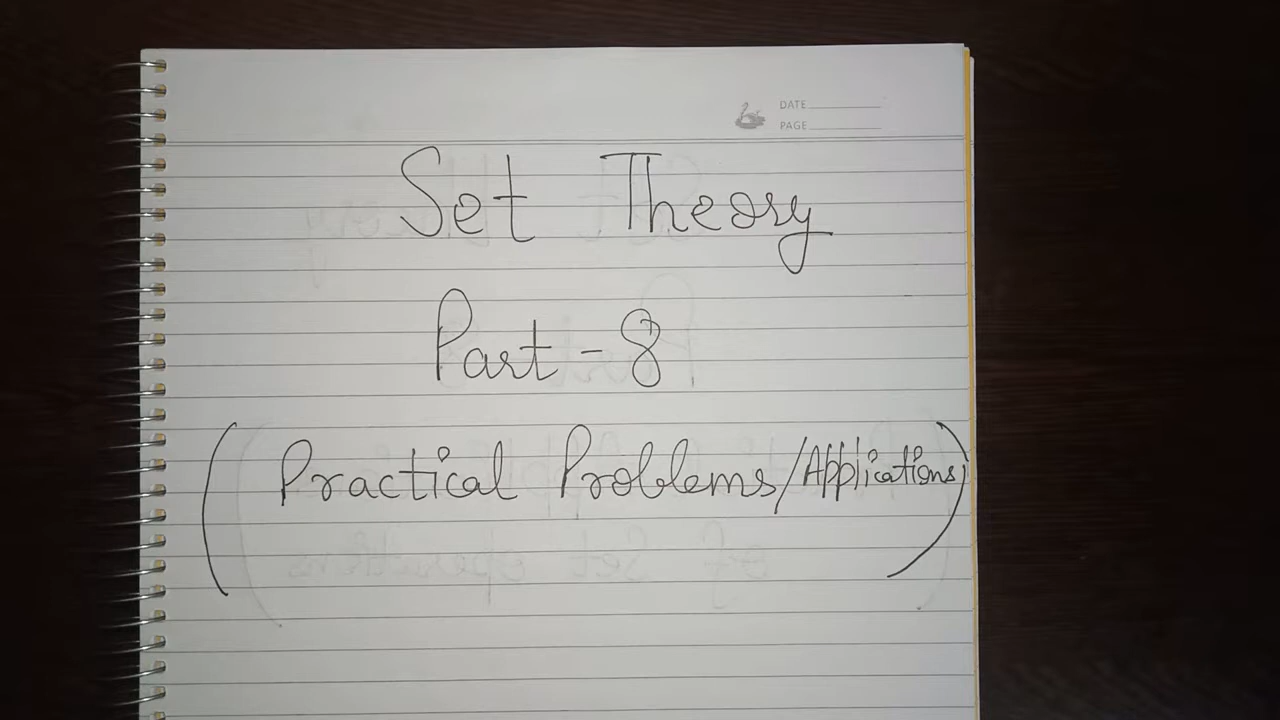 DATE
PAGE
Set Theory
Part - 8
(Practical Problems/Applications)